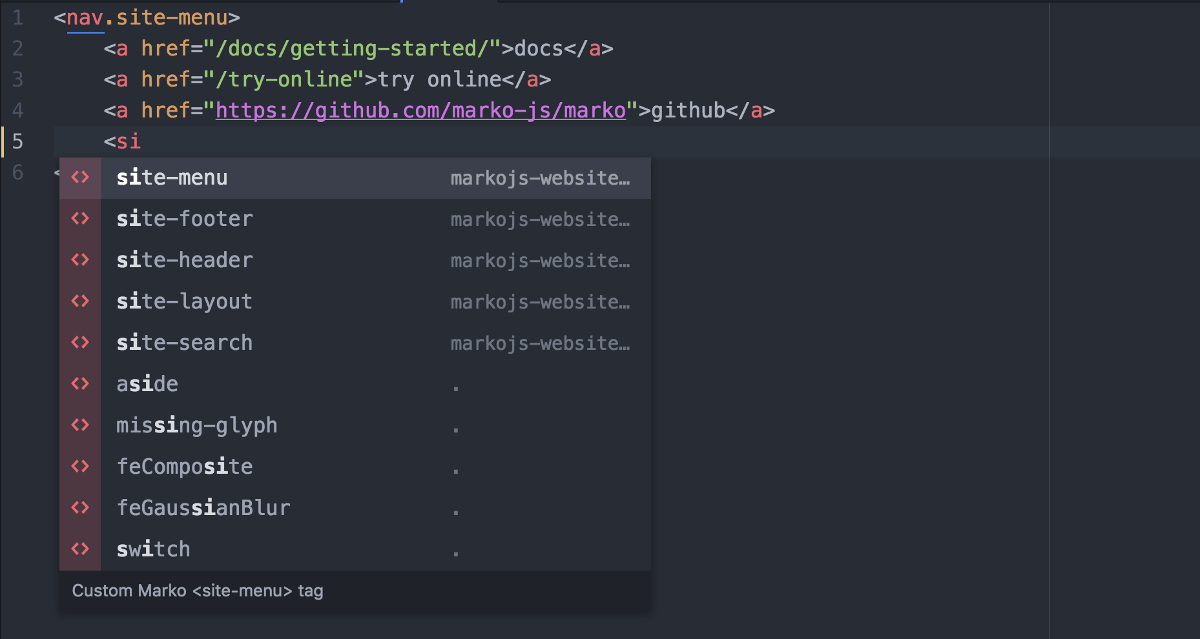 1 <nav.site-menu>
2 <a href="/docs/getting-started/">docs</a>
3 <a href="/try-online">try online</a>
4 <a href="https://github.com/marko-js/marko">github</a>
5 <si
6 <
<> site-menu markojs-website…
<> site-footer markojs-website…
<> site-header markojs-website…
<> site-layout markojs-website…
<> site-search markojs-website…
<> aside .
<> missing-glyph .
<> feComposite .
<> feGaussianBlur .
<> switch .
Custom Marko <site-menu> tag